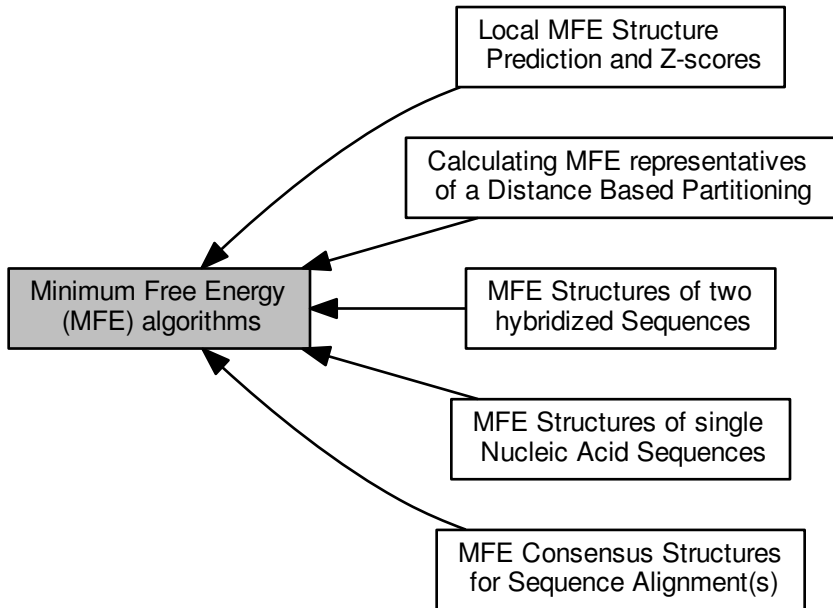 Local MFE Structure
Prediction and Z-scores
Calculating MFE representatives
of a Distance Based Partitioning
Minimum Free Energy
(MFE) algorithms
MFE Structures of two
hybridized Sequences
MFE Structures of single
Nucleic Acid Sequences
MFE Consensus Structures
for Sequence Alignment(s)